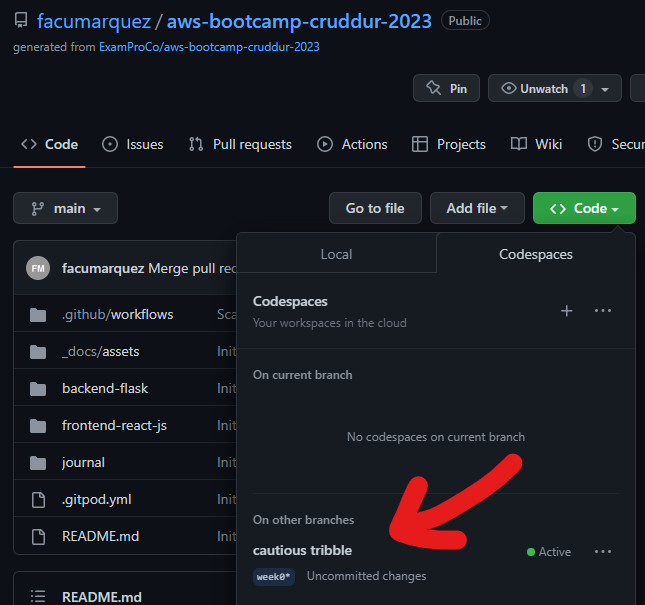 facumarquez / aws-bootcamp-cruddur-2023 Public
generated from ExamProCo/aws-bootcamp-cruddur-2023
Pin Unwatch 1
Code Issues Pull requests Actions Projects Wiki Secur
main Go to file Add file Code
Local Codespaces
FM facumarquez Merge pull rec
Codespaces
Your workspaces in the cloud
.github/workflows Sca
_docs/assets Init
On current branch
backend-flask Init
frontend-react-js Init
No codespaces on current branch
journal Init
.gitpod.yml Init
On other branches
README.md Init
cautious tribble Active
week0* Uncommitted changes
README.md